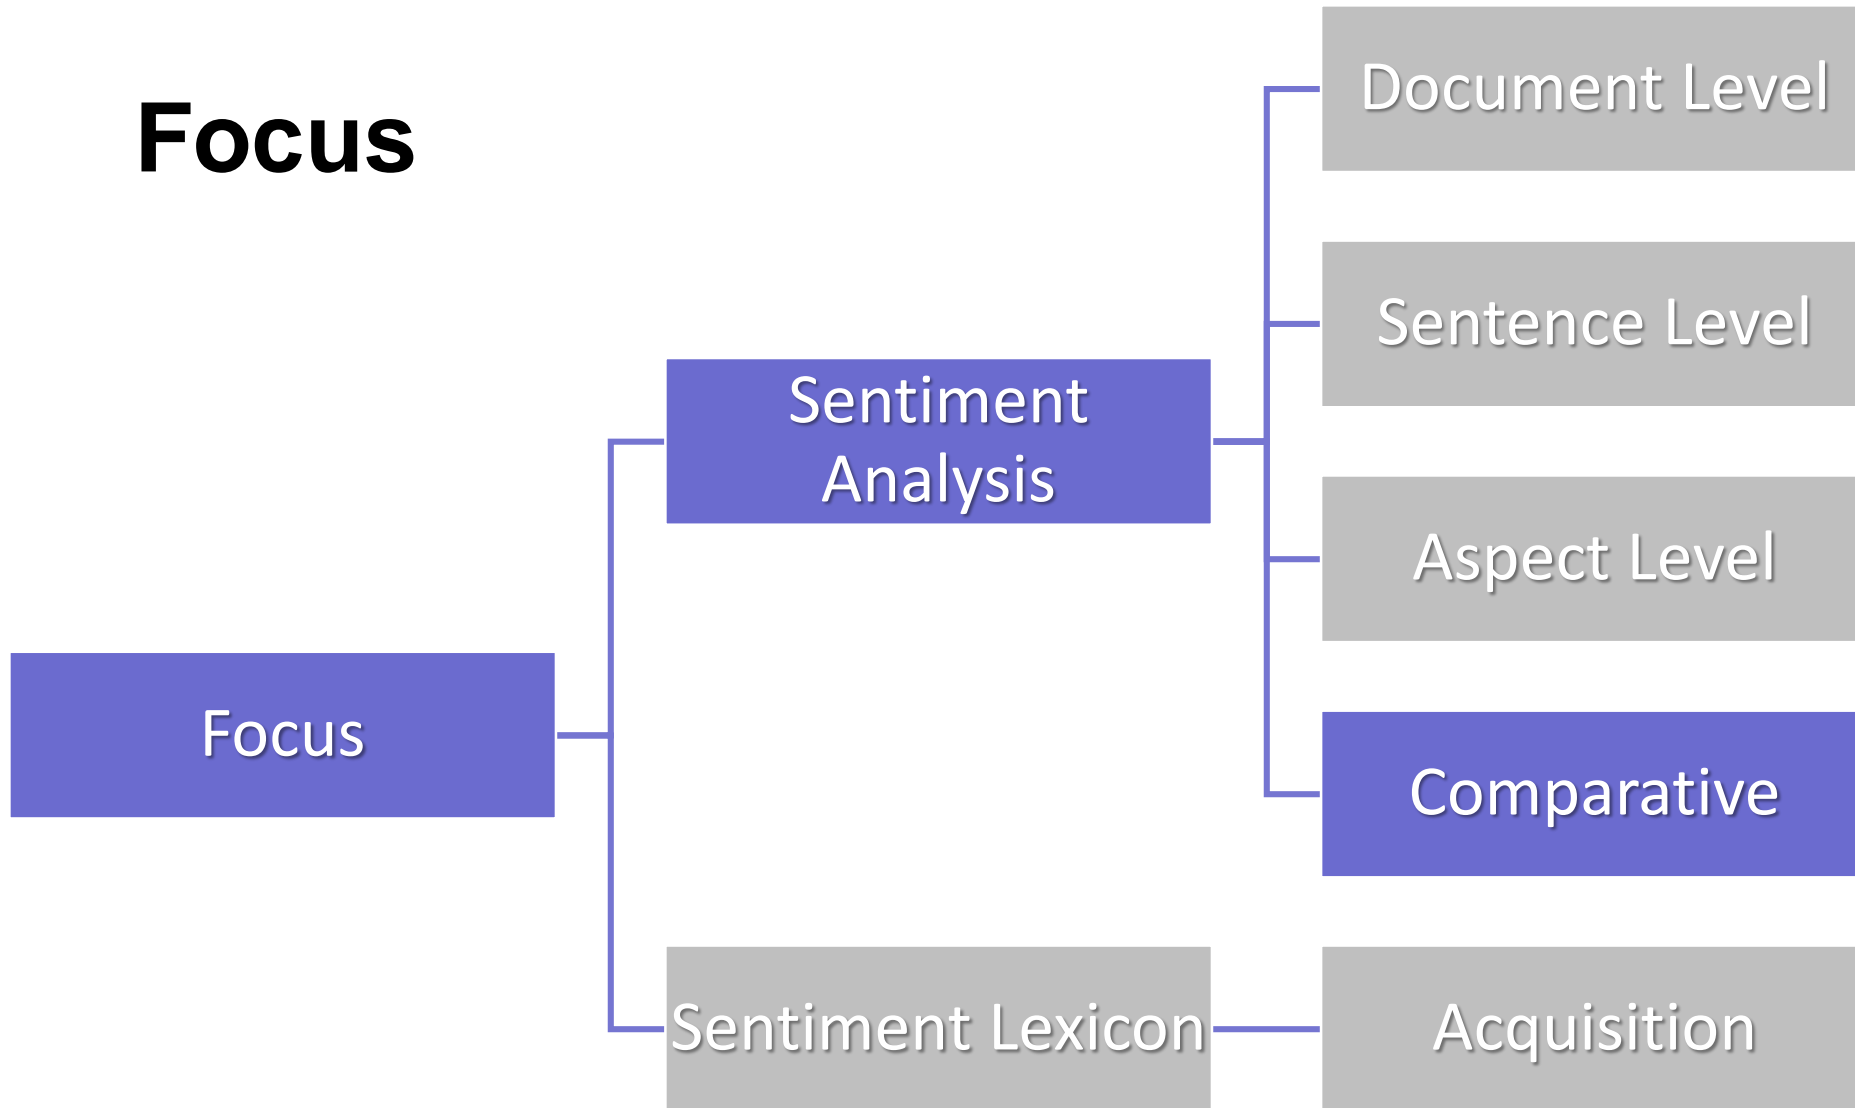 Focus
Document Level
Sentence Level
Sentiment
Analysis
Aspect Level
Focus
Comparative
Sentiment Lexicon
Acquisition